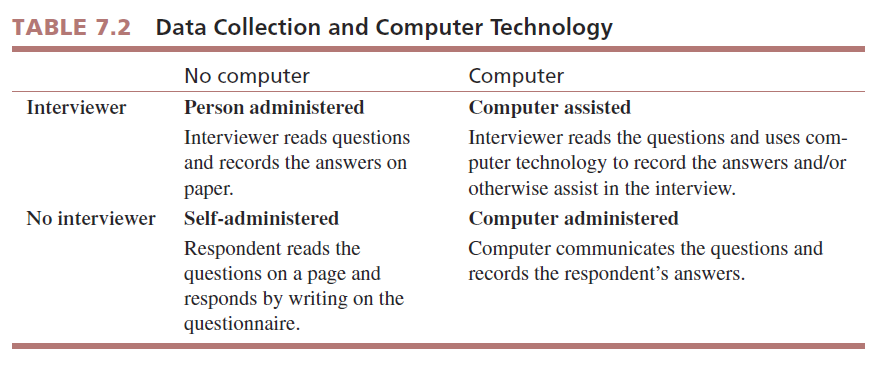 TABLE 7.2 Data Collection and Computer Technology
No computer Computer
Interviewer Person administered Computer assisted
Interviewer reads questions Interviewer reads the questions and uses com-
and records the answers on puter technology to record the answers and/or
paper. otherwise assist in the interview.
No interviewer Self-administered Computer administered
Respondent reads the Computer communicates the questions and
questions on a page and records the respondent’s answers.
responds by writing on the
questionnaire.